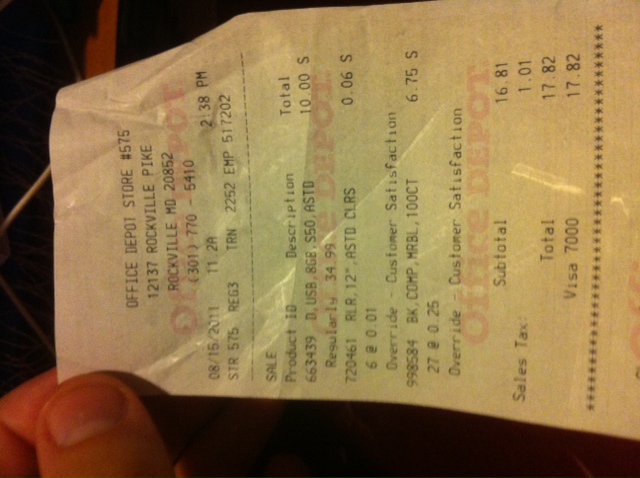 OFFICE DEPOT STORE #575
12137 ROCKVILLE PIKE
ROCKVILLE MD 20852
(301) 770 - 5410
08/15/2011 11.2A 2:38 PM
STR 575 REG3 TRN 2252 EMP 517202
SALE
Product ID Description Total
663439 D,USB,8GB,S50,ASTD 10.00 S
Regularly 34.99
720461 RLR,12",ASTD CLRS 0.06 S
6 @ 0.01
Override - Customer Satisfaction
998584 BK,COMP,MRBL,100CT 6.75 S
27 @ 0.25
Override - Customer Satisfaction
Subtotal 16.81
Sales Tax: 1.01
Total 17.82
Visa 7000 17.82
****************************************
Office DEPOT
Office DEPOT
Office DEPOT
Office